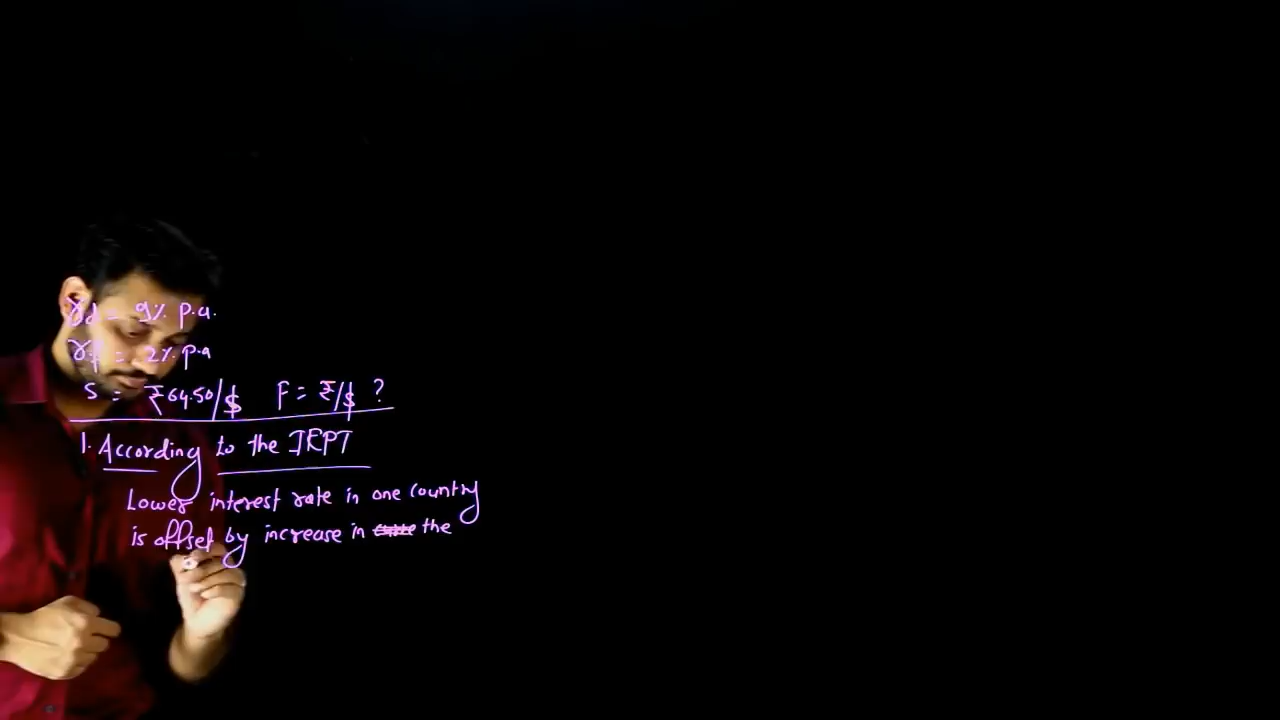 rd = 9% p.a.
rf = 2% p.a
S = ₹64.50/$ F = ₹/$ ?
1. According to the IRPT
Lower interest rate in one country
is offset by increase in the